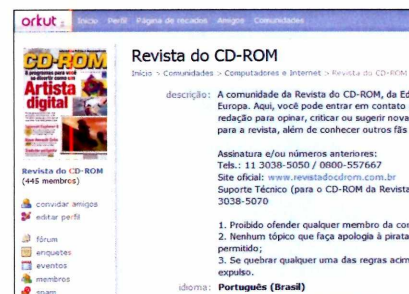 orkut Início Perfil Página de recados Amigos Comunidades
CD-ROM
Artista
digital
Revista do CD-ROM
(445 membros)
convidar amigos
editar perfil
fórum
enquetes
eventos
membros
spam
Revista do CD-ROM
Início > Comunidades > Computadores e Internet > Revista do CD-ROM
descrição: A comunidade da Revista do CD-ROM, da Ed
Europa. Aqui, você pode entrar em contato
redação para opinar, criticar ou sugerir nova
para a revista, além de conhecer outros fãs
Assinatura e/ou números anteriores:
Tels.: 11 3038-5050 / 0800-557667
Site oficial: www.revistadocdrom.com.br
Suporte Técnico (para o CD-ROM da Revista
3038-5070
1. Proibido ofender qualquer membro da con
2. Nenhum tópico que faça apologia à pirata
permitido;
3. Se quebrar qualquer uma das regras acim
expulso.
idioma: Português (Brasil)